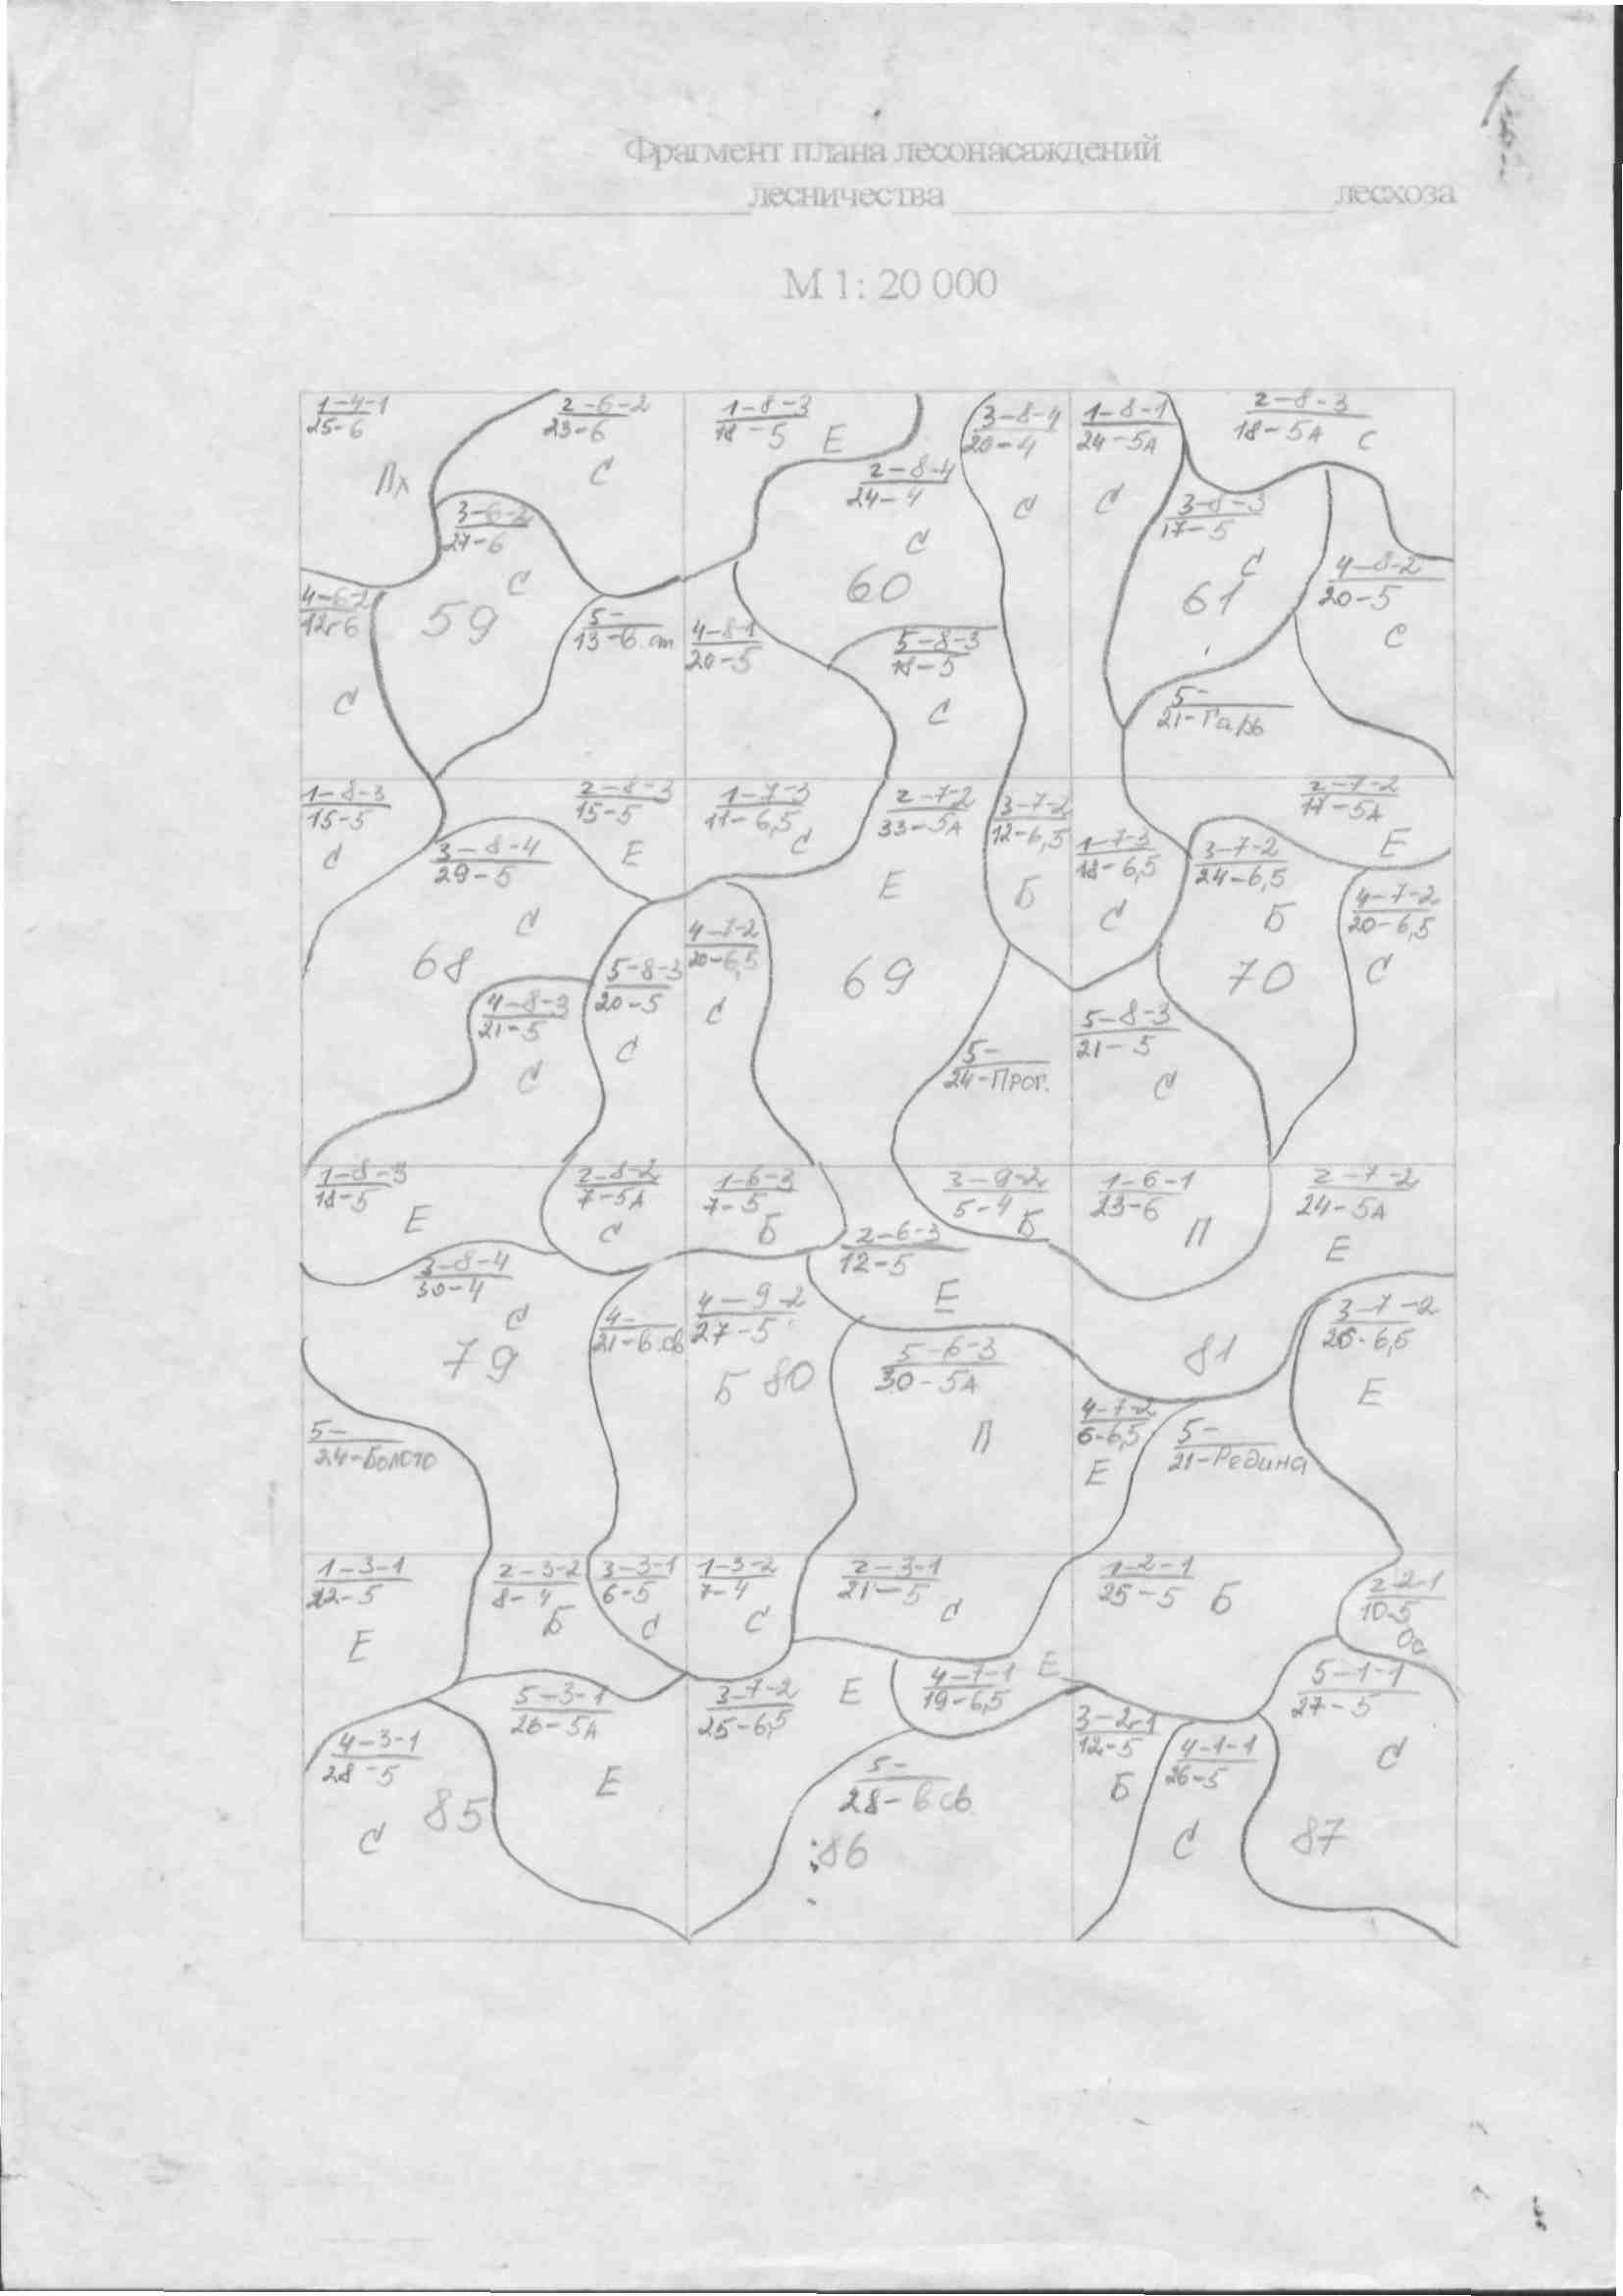 Фрагмент плана лесонасаждений
лесничества лесхоза
М 1: 20 000
1-4-1
25-6
Лх
2-6-2
23-6
С
3-6-2
27-6
С
59
4-6-2
12-6
С
5-
13-6.ст
1-8-3
18-5
Е
2-8-4
24-4
С
60
3-8-4
20-4
С
4-8-1
20-5
5-8-3
18-5
С
1-8-1
24-5А
С
2-8-3
18-5А
С
3-8-3
17-5
С
61
4-8-2
20-5
С
5-
21-Гарь
1-8-3
15-5
С
2-8-3
15-5
Е
3-8-4
29-5
С
68
4-8-3
21-5
С
5-8-3
20-5
С
1-7-3
11-6,5
С
2-7-2
33-5А
Е
3-7-2
12-6,5
Б
4-7-2
20-6,5
С
69
5-
24-Прог.
1-7-3
18-6,5
С
2-7-2
17-5А
Е
3-7-2
24-6,5
Б
70
4-7-2
20-6,5
С
5-8-3
21-5
С
1-8-3
18-5
Е
2-8-2
7-5А
С
3-8-4
30-4
С
79
4-
21-в.св
5-
24-Болото
1-6-3
7-5
Б
2-6-3
12-5
Е
3-9-2
5-4
Б
4-9-2
27-5
Б 80
5-6-3
30-5А
П
1-6-1
23-6
П
2-7-2
24-5А
Е
81
3-7-2
26-6,5
Е
4-7-2
6-6,5
Е
5-
21-Редина
1-3-1
22-5
Е
2-3-2
8-4
Б
3-3-1
6-5
С
4-3-1
28-5
С
85
5-3-1
26-5А
Е
1-3-2
7-4
С
2-3-1
21-5
С
3-7-2
25-6,5
Е
4-7-1
19-6,5
Е
5-
28-в св
86
1-2-1
25-5
Б
2-2-1
10-5
Ос
3-2-1
12-5
Б
4-1-1
26-5
С
5-1-1
27-5
С
87